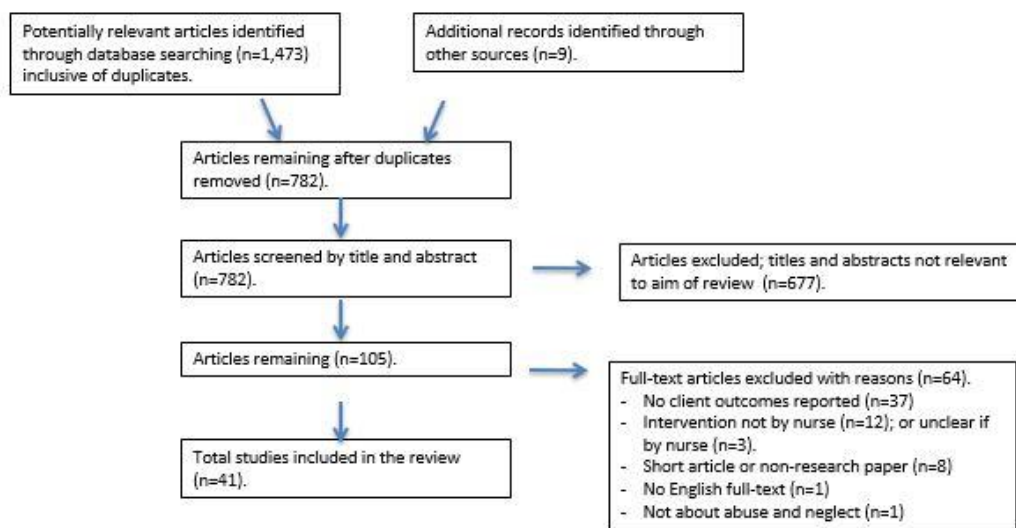 Potentially relevant articles identified
through database searching (n=1,473)
inclusive of duplicates.
Additional records identified through
other sources (n=9).
Articles remaining after duplicates
removed (n=782).
Articles screened by title and abstract
(n=782).
Articles excluded; titles and abstracts not relevant
to aim of review (n=677).
Articles remaining (n=105).
Full-text articles excluded with reasons (n=64).
- No client outcomes reported (n=37)
- Intervention not by nurse (n=12); or unclear if
by nurse (n=3).
- Short article or non-research paper (n=8)
- No English full-text (n=1)
- Not about abuse and neglect (n=1)
Total studies included in the review
(n=41).